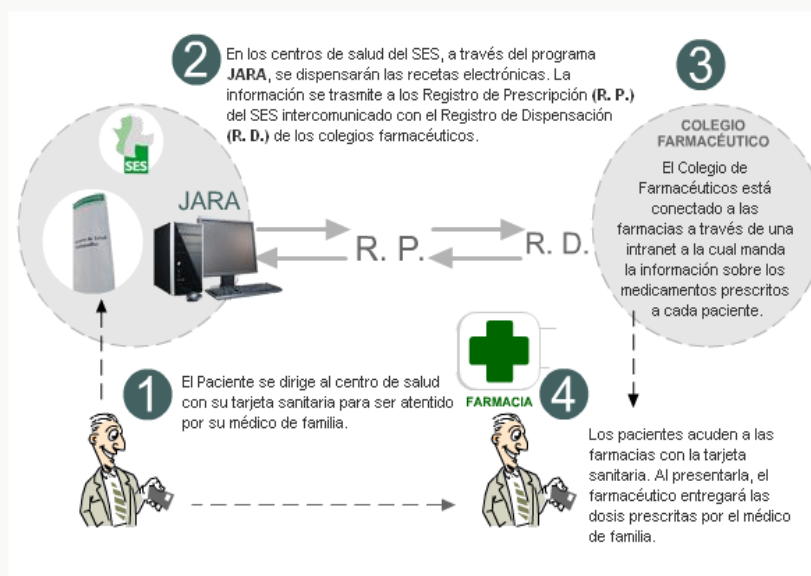 2
En los centros de salud del SES, a través del programa
JARA, se dispensarán las recetas electrónicas. La
información se trasmite a los Registro de Prescripción (R. P.)
del SES intercomunicado con el Registro de Dispensación
(R. D.) de los colegios farmacéuticos.
3
COLEGIO
FARMACÉUTICO
El Colegio de
Farmacéuticos está
conectado a las
farmacias a través de una
intranet a la cual manda
la información sobre los
medicamentos prescritos
a cada paciente.
SES
JARA
R. P.
R. D.
1
El Paciente se dirige al centro de salud
con su tarjeta sanitaria para ser atentido
por su médico de familia.
FARMACIA
4
Los pacientes acuden a las
farmacias con la tarjeta
sanitaria. Al presentarla, el
farmacéutico entregará las
dosis prescritas por el médico
de familia.